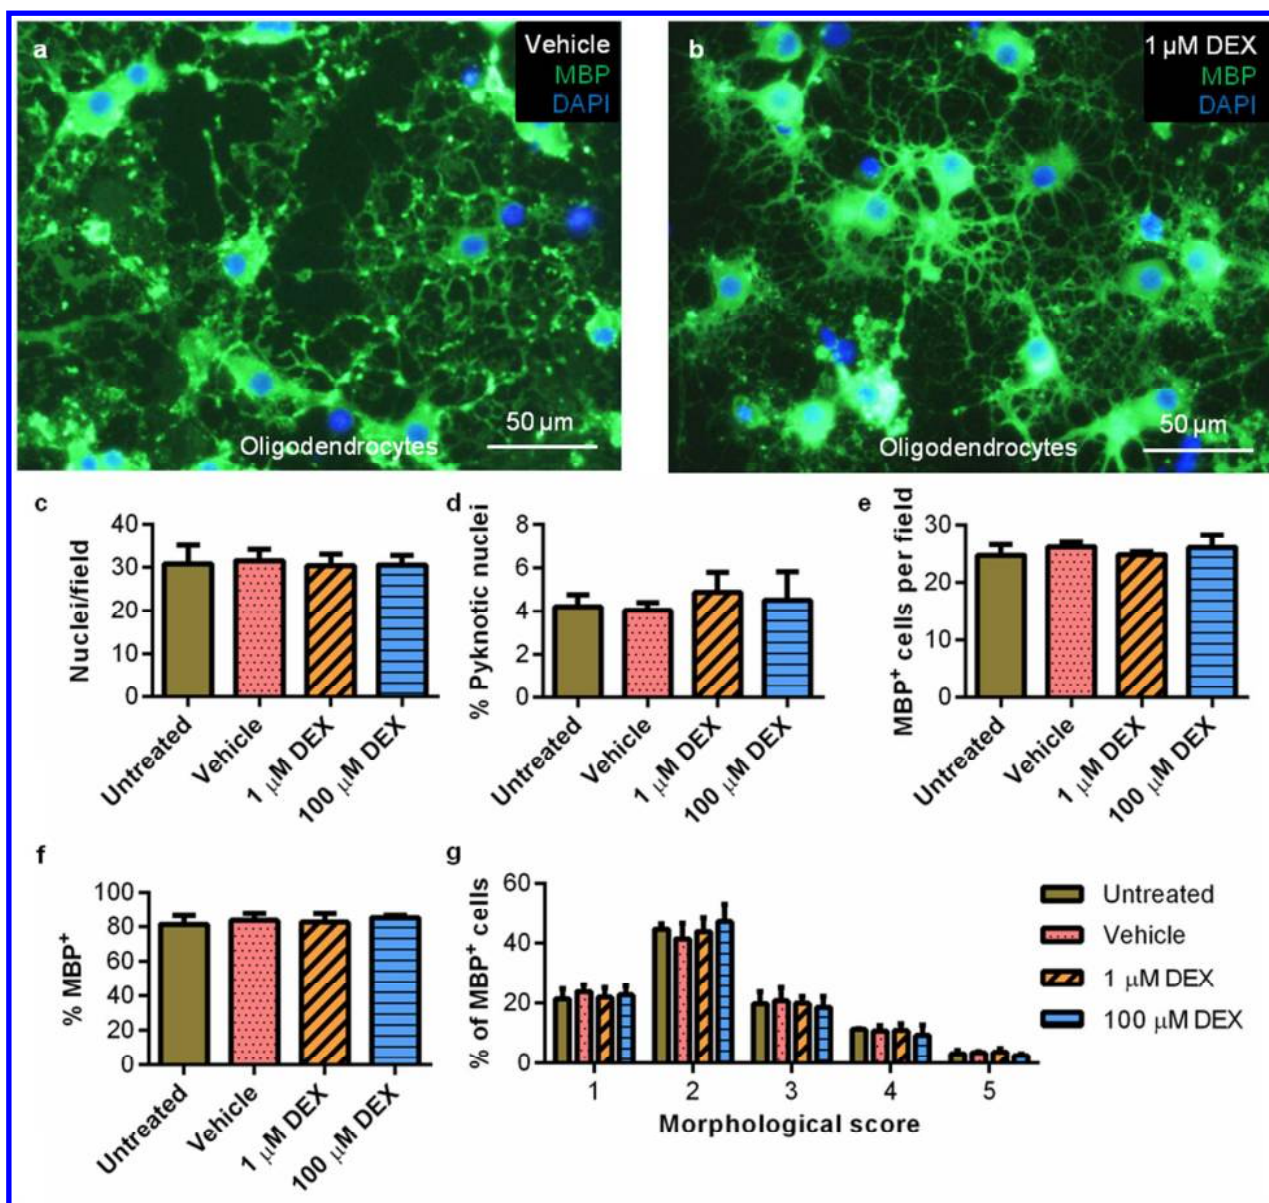 a
Vehicle
MBP
DAPI
Oligodendrocytes
50 µm
b
1 µM DEX
MBP
DAPI
Oligodendrocytes
50 µm
c
Nuclei/field
40
30
20
10
0
Untreated
Vehicle
1 µM DEX
100 µM DEX
d
% Pyknotic nuclei
8
6
4
2
0
Untreated
Vehicle
1 µM DEX
100 µM DEX
e
MBP⁺ cells per field
30
20
10
0
Untreated
Vehicle
1 µM DEX
100 µM DEX
f
% MBP⁺
100
80
60
40
20
0
Untreated
Vehicle
1 µM DEX
100 µM DEX
g
% of MBP⁺ cells
60
40
20
0
1 2 3 4 5
Morphological score
Untreated
Vehicle
1 µM DEX
100 µM DEX